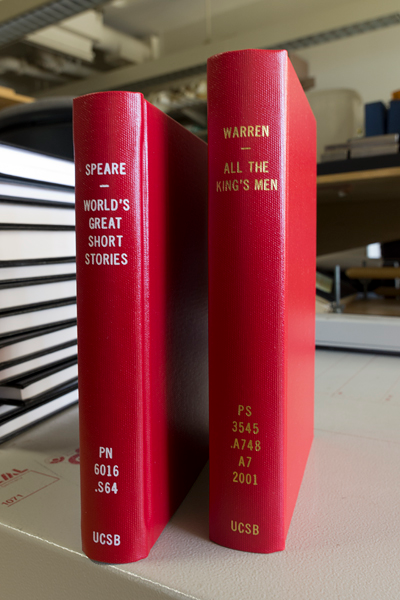 SPEARE
—
WORLD'S
GREAT
SHORT
STORIES
PN
6016
.S64
UCSB
WARREN
—
ALL THE
KING'S MEN
PS
3545
.A748
A7
2001
UCSB
1971